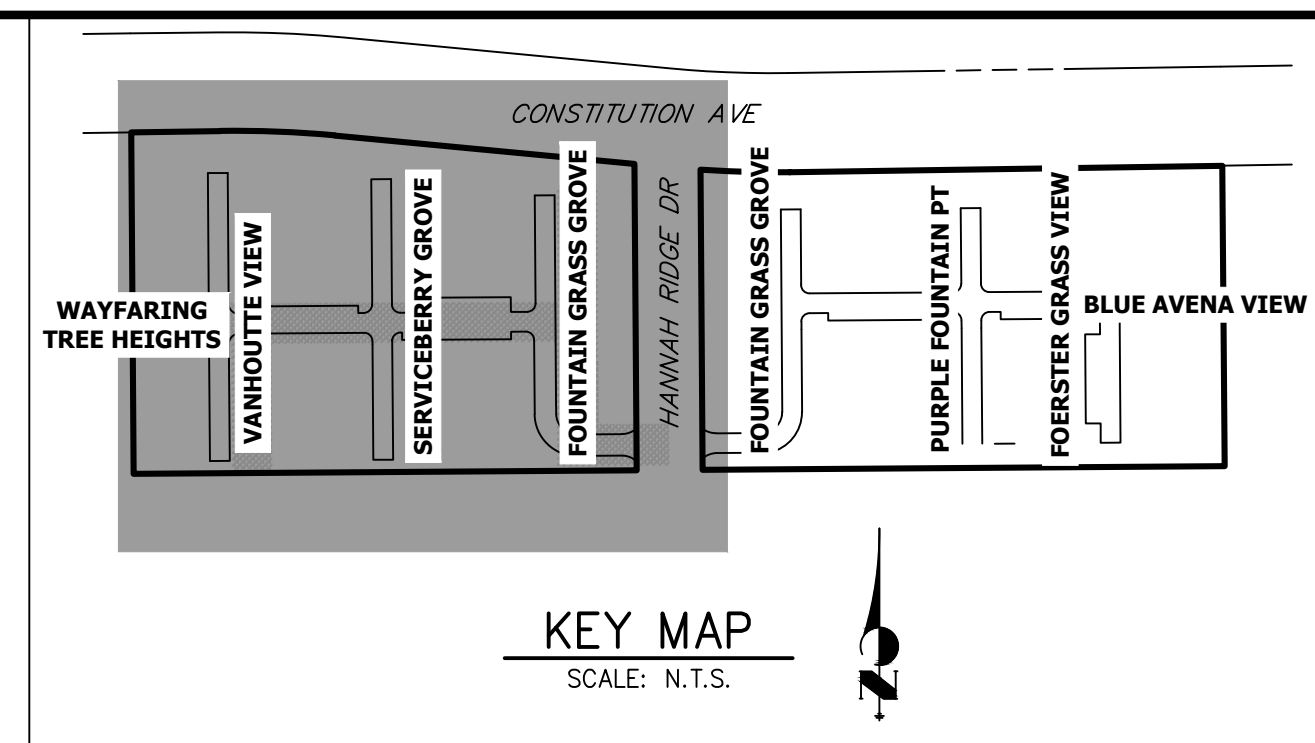 CONSTITUTION AVE
WAYFARING
TREE HEIGHTS
VANHOUTTE VIEW
SERVICEBERRY GROVE
FOUNTAIN GRASS GROVE
HANNAH RIDGE DR
FOUNTAIN GRASS GROVE
PURPLE FOUNTAIN PT
FOERSTER GRASS VIEW
BLUE AVENA VIEW
KEY MAP
SCALE: N.T.S.
N